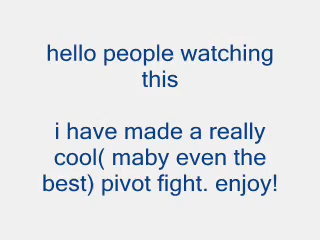 hello people watching
this
i have made a really
cool( maby even the
best) pivot fight. enjoy!